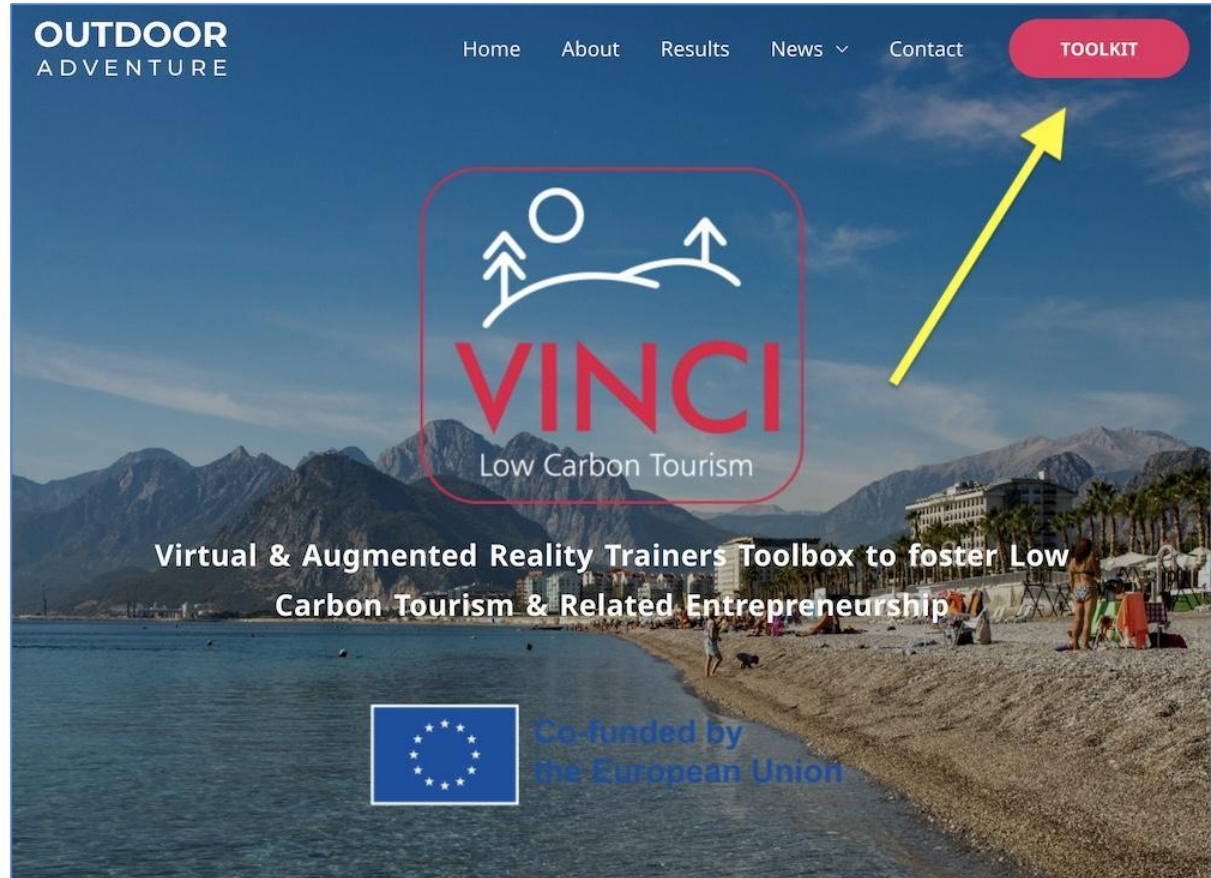 OUTDOOR
ADVENTURE
Home About Results News Contact TOOLKIT
VINCI
Low Carbon Tourism
Virtual & Augmented Reality Trainers Toolbox to foster Low
Carbon Tourism & Related Entrepreneurship
Co-funded by
the European Union